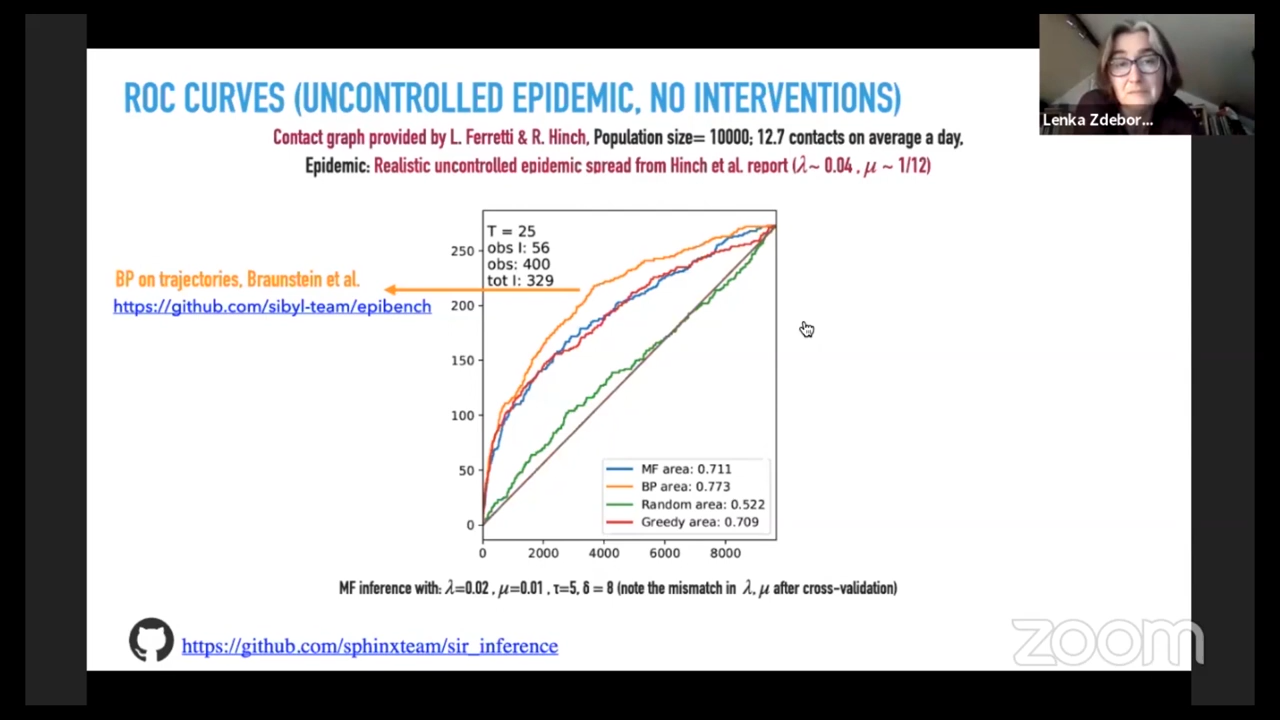 Lenka Zdebor...
ROC CURVES (UNCONTROLLED EPIDEMIC, NO INTERVENTIONS)
Contact graph provided by L. Ferretti & R. Hinch, Population size= 10000; 12.7 contacts on average a day,
Epidemic: Realistic uncontrolled epidemic spread from Hinch et al. report (λ~ 0.04 , μ ~ 1/12)
T = 25
obs I: 56
obs: 400
tot I: 329
BP on trajectories, Braunstein et al.
https://github.com/sibyl-team/epibench
250
200
150
100
50
0
MF area: 0.711
BP area: 0.773
Random area: 0.522
Greedy area: 0.709
0 2000 4000 6000 8000
MF inference with: λ=0.02 , μ=0.01 , τ=5, δ = 8 (note the mismatch in λ, μ after cross-validation)
https://github.com/sphinxteam/sir_inference
zoom